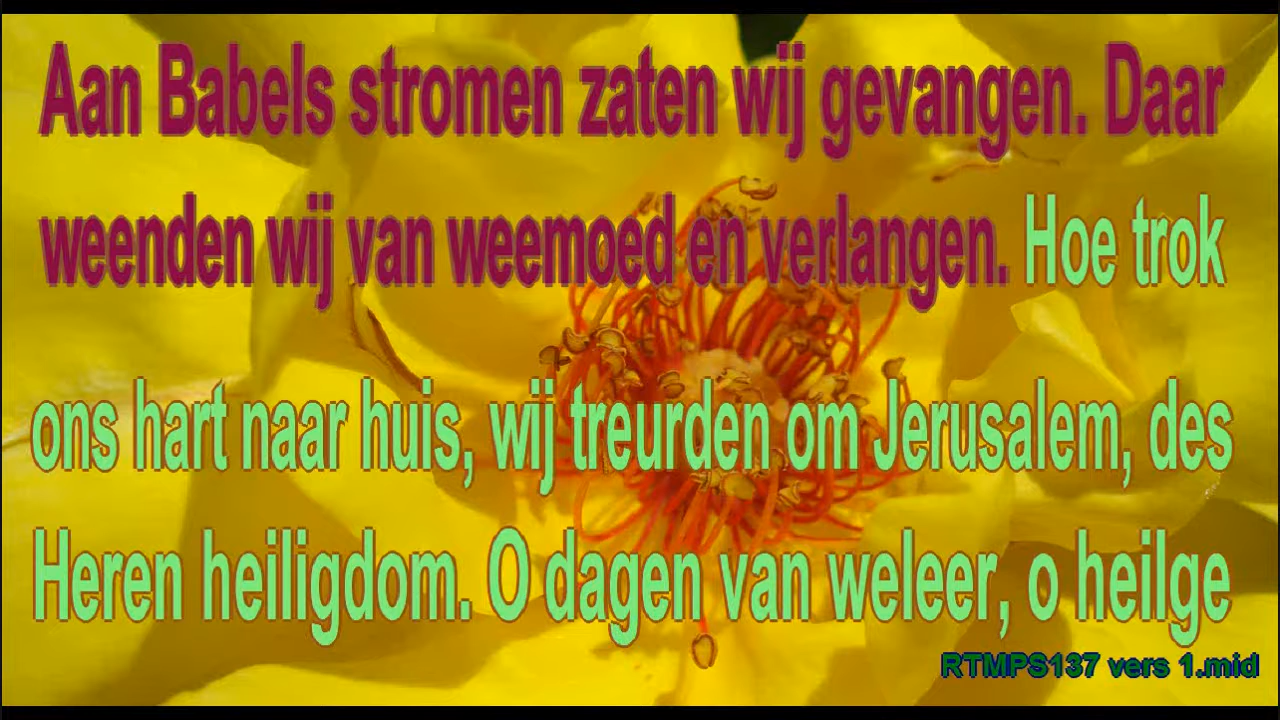 Aan Babels stromen zaten wij gevangen. Daar
weenden wij van weemoed en verlangen. Hoe trok
ons hart naar huis, wij treurden om Jerusalem, des
Heren heiligdom. O dagen van weleer, o heilge
RTMPS137 vers 1.mid